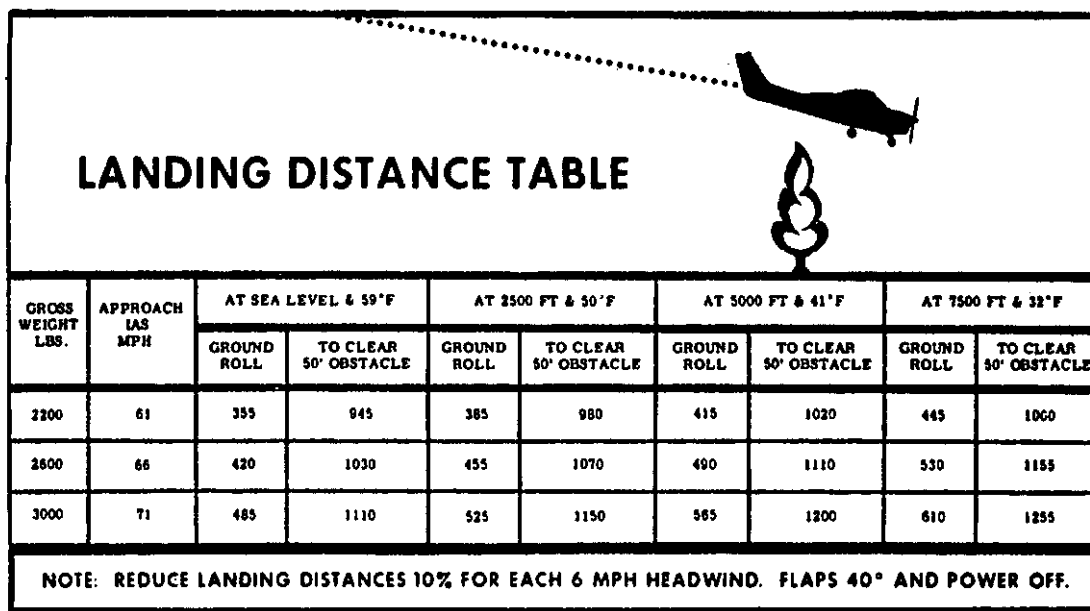 LANDING DISTANCE TABLE
GROSS WEIGHT LBS. APPROACH IAS MPH AT SEA LEVEL & 59°F AT 2500 FT & 50°F AT 5000 FT & 41°F AT 7500 FT & 32°F
GROUND ROLL TO CLEAR 50' OBSTACLE GROUND ROLL TO CLEAR 50' OBSTACLE GROUND ROLL TO CLEAR 50' OBSTACLE GROUND ROLL TO CLEAR 50' OBSTACLE
2200 61 355 945 385 980 415 1020 445 1060
2600 66 420 1030 455 1070 490 1110 530 1155
3000 71 485 1110 525 1150 565 1200 610 1255
NOTE: REDUCE LANDING DISTANCES 10% FOR EACH 6 MPH HEADWIND. FLAPS 40° AND POWER OFF.